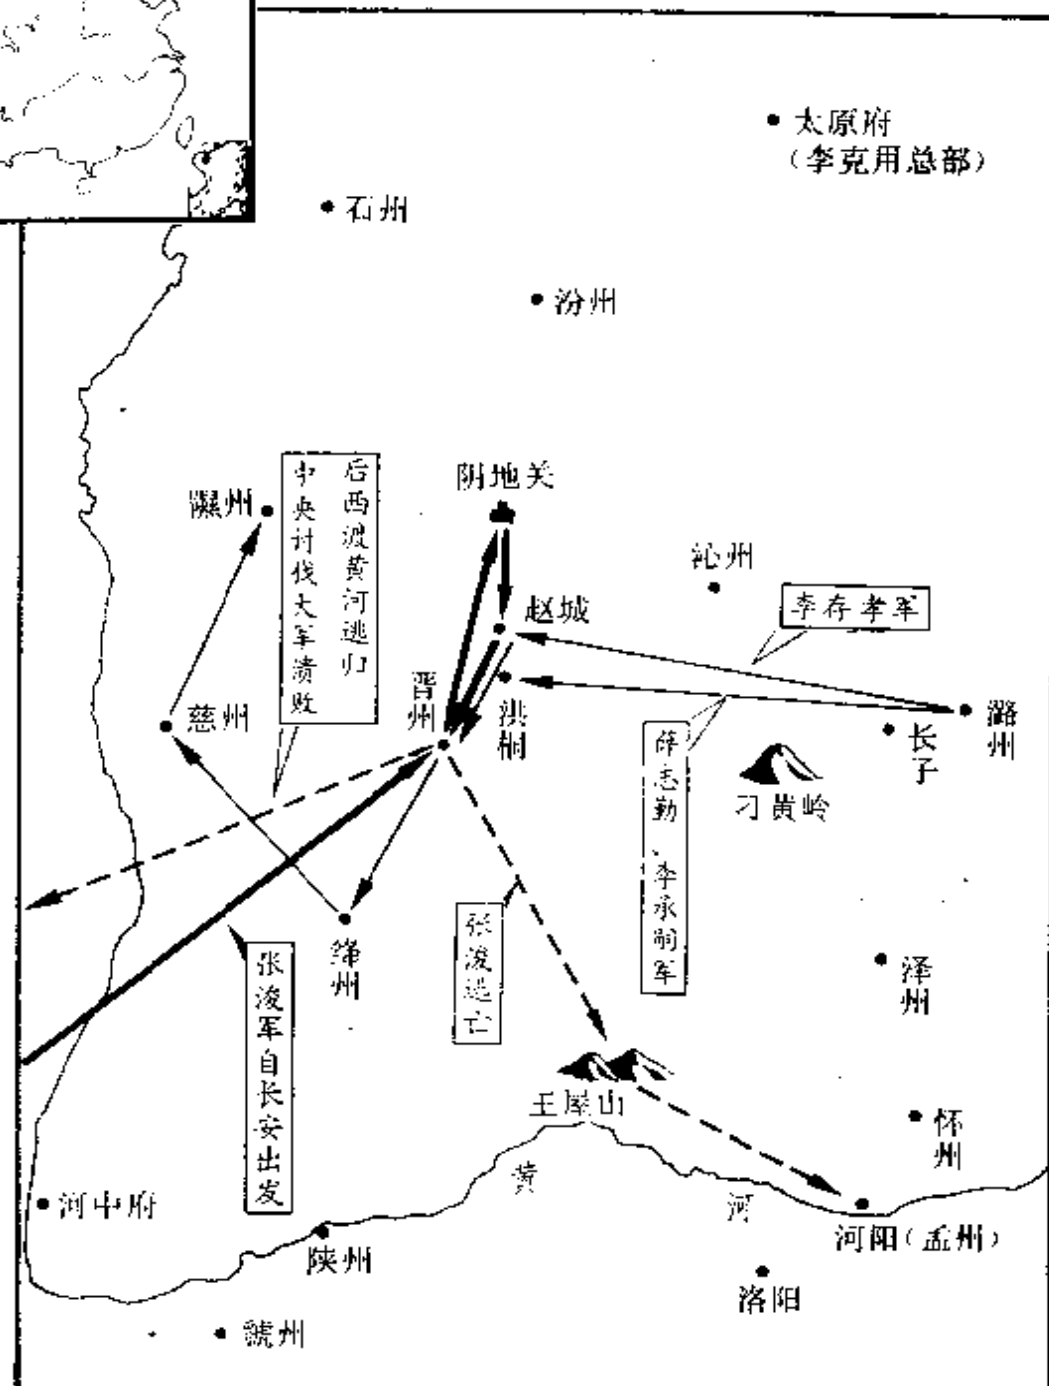 太原府
（李克用总部）
石州
汾州
阴地关
隰州
中央讨伐大军溃败
后西渡黄河逃归
沁州
李存孝军
赵城
晋州
洪桐
潞州
长子
慈州
刁黄岭
薛志勤、李承嗣军
绛州
张浚逃亡
张浚军自长安出发
泽州
王屋山
怀州
黄河
河中府
陕州
河阳（孟州）
洛阳
虢州